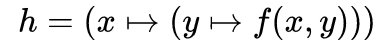 h = (x ↦ (y ↦ f(x, y)))